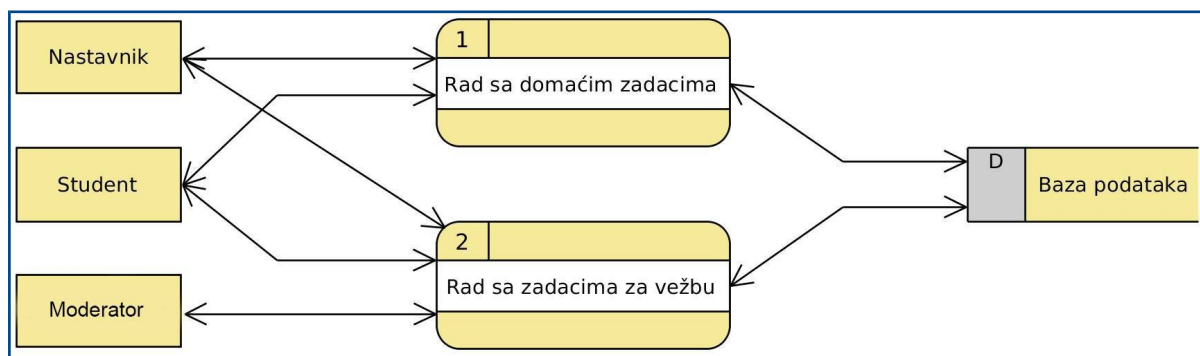 Nastavnik
1
Rad sa domaćim zadacima
Student
D
Baza podataka
2
Rad sa zadacima za vežbu
Moderator